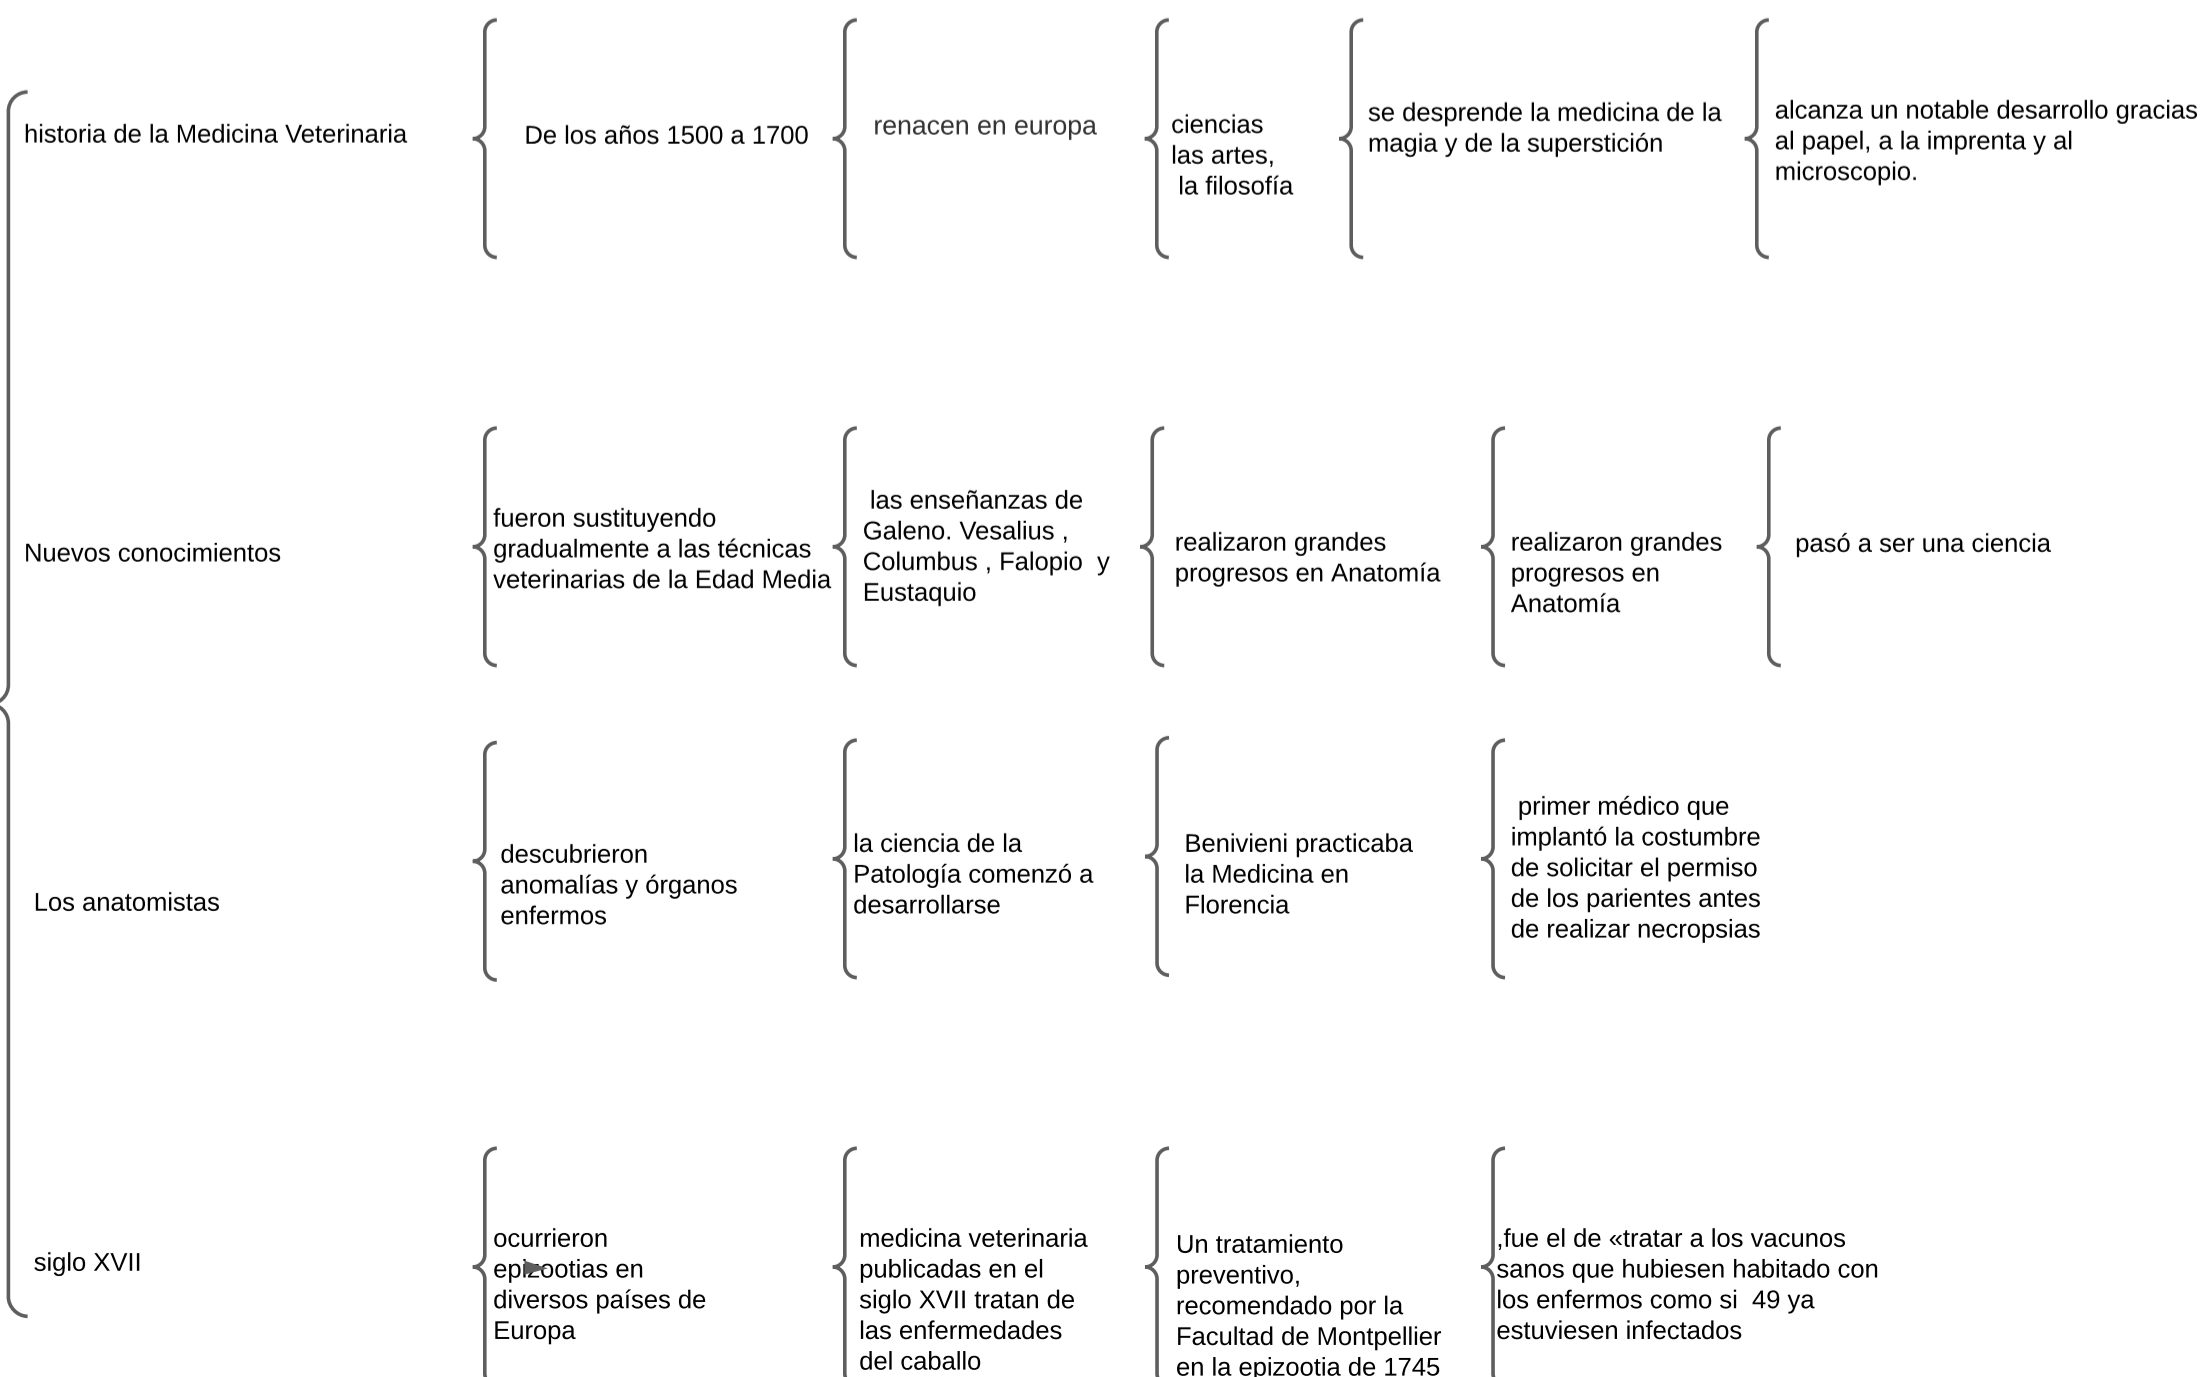 historia de la Medicina Veterinaria
De los años 1500 a 1700
renacen en europa
ciencias
las artes,
la filosofía
se desprende la medicina de la
magia y de la superstición
alcanza un notable desarrollo gracias
al papel, a la imprenta y al
microscopio.
Nuevos conocimientos
fueron sustituyendo
gradualmente a las técnicas
veterinarias de la Edad Media
las enseñanzas de
Galeno. Vesalius ,
Columbus , Falopio y
Eustaquio
realizaron grandes
progresos en Anatomía
realizaron grandes
progresos en
Anatomía
pasó a ser una ciencia
Los anatomistas
descubrieron
anomalías y órganos
enfermos
la ciencia de la
Patología comenzó a
desarrollarse
Benivieni practicaba
la Medicina en
Florencia
primer médico que
implantó la costumbre
de solicitar el permiso
de los parientes antes
de realizar necropsias
siglo XVII
ocurrieron
epizootias en
diversos países de
Europa
medicina veterinaria
publicadas en el
siglo XVII tratan de
las enfermedades
del caballo
Un tratamiento
preventivo,
recomendado por la
Facultad de Montpellier
en la epizootia de 1745
,fue el de «tratar a los vacunos
sanos que hubiesen habitado con
los enfermos como si 49 ya
estuviesen infectados